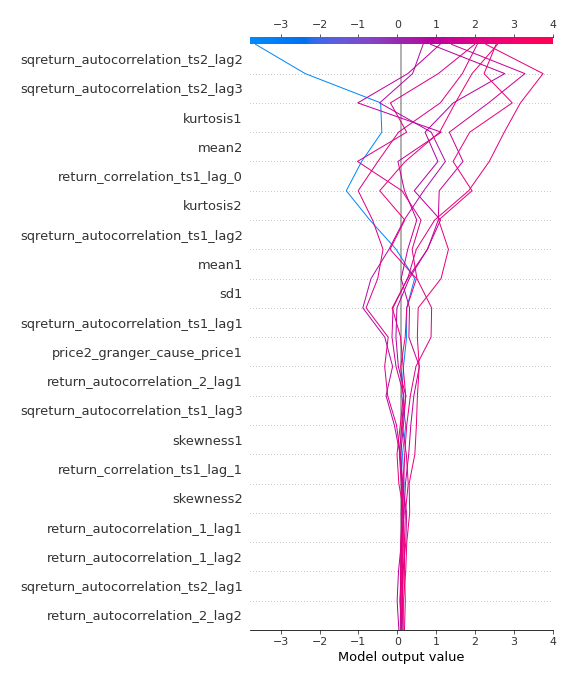 −3 −2 −1 0 1 2 3 4
sqreturn_autocorrelation_ts2_lag2
sqreturn_autocorrelation_ts2_lag3
kurtosis1
mean2
return_correlation_ts1_lag_0
kurtosis2
sqreturn_autocorrelation_ts1_lag2
mean1
sd1
sqreturn_autocorrelation_ts1_lag1
price2_granger_cause_price1
return_autocorrelation_2_lag1
sqreturn_autocorrelation_ts1_lag3
skewness1
return_correlation_ts1_lag_1
skewness2
return_autocorrelation_1_lag1
return_autocorrelation_1_lag2
sqreturn_autocorrelation_ts2_lag1
return_autocorrelation_2_lag2
−3 −2 −1 0 1 2 3 4
Model output value